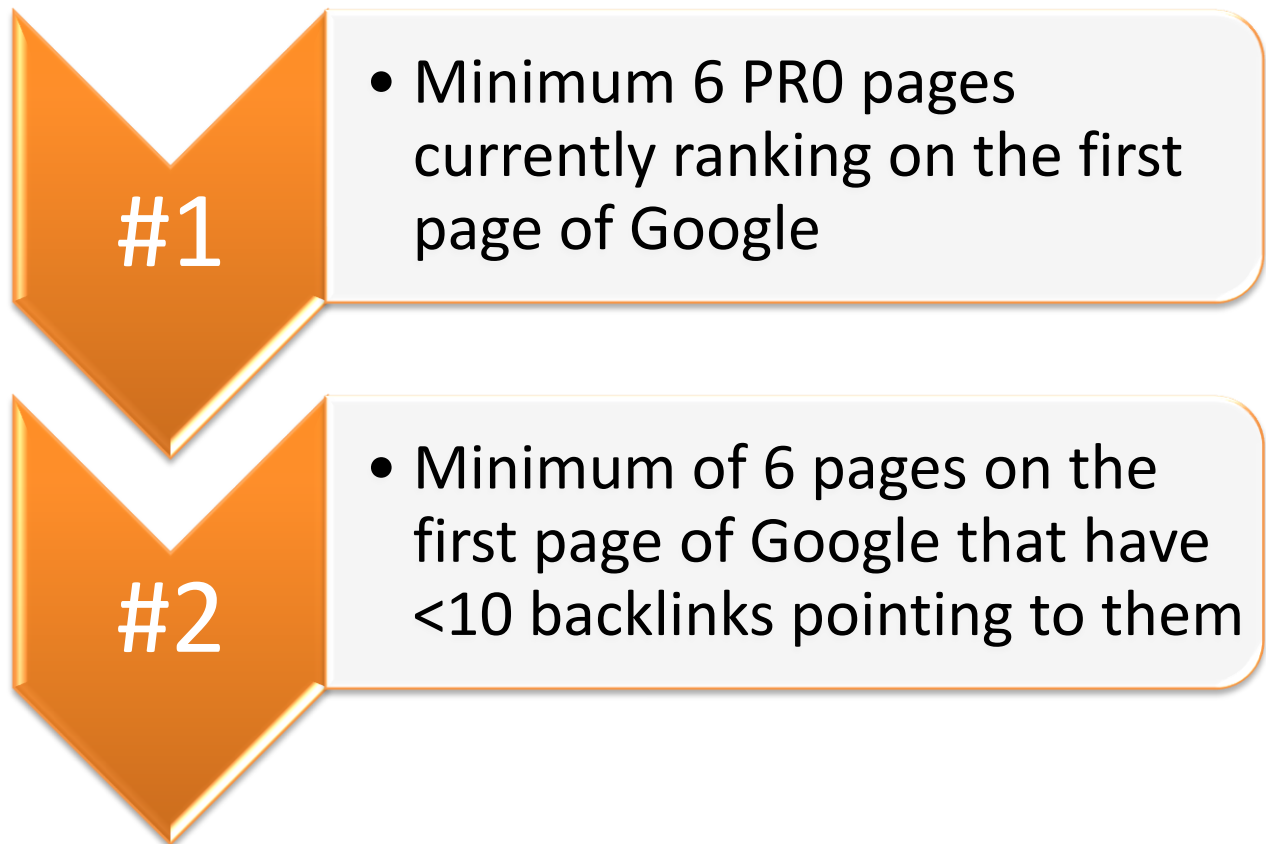 #1
• Minimum 6 PR0 pages
currently ranking on the first
page of Google
#2
• Minimum of 6 pages on the
first page of Google that have
<10 backlinks pointing to them